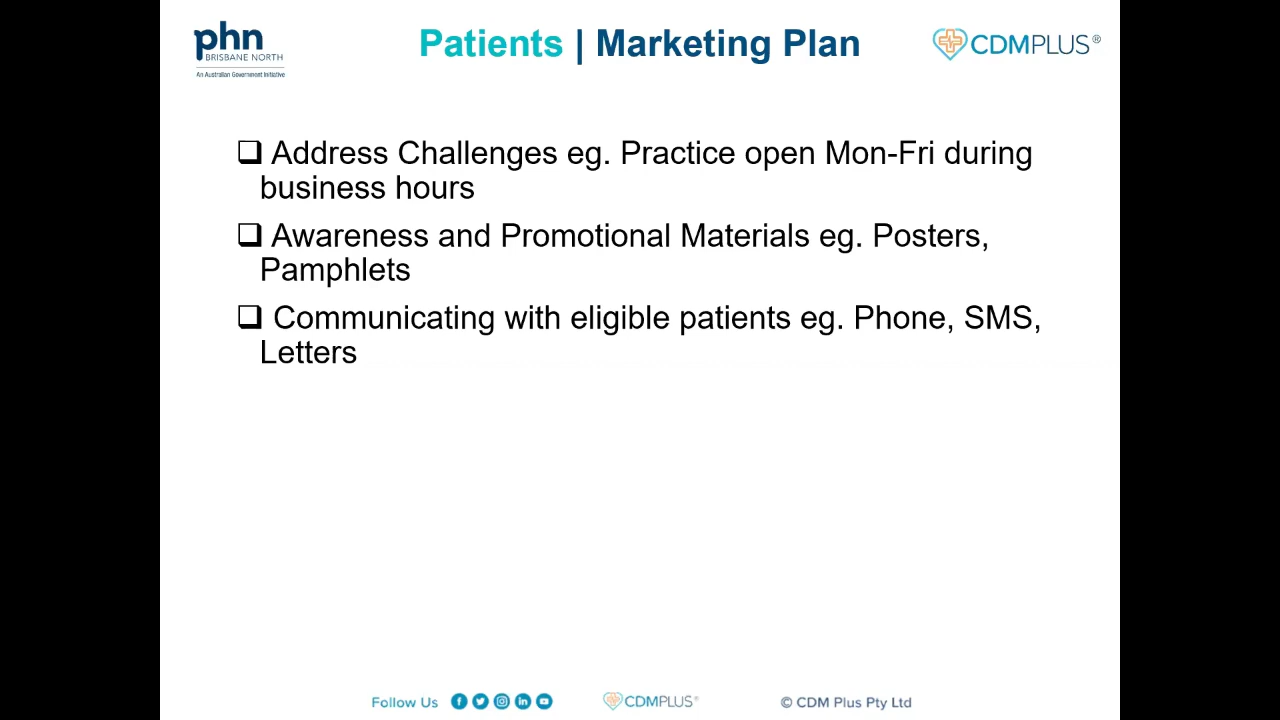 phn
BRISBANE NORTH
An Australian Government Initiative
Patients | Marketing Plan
CDMPLUS®
❑ Address Challenges eg. Practice open Mon-Fri during
business hours
❑ Awareness and Promotional Materials eg. Posters,
Pamphlets
❑ Communicating with eligible patients eg. Phone, SMS,
Letters
Follow Us
CDMPLUS®
© CDM Plus Pty Ltd